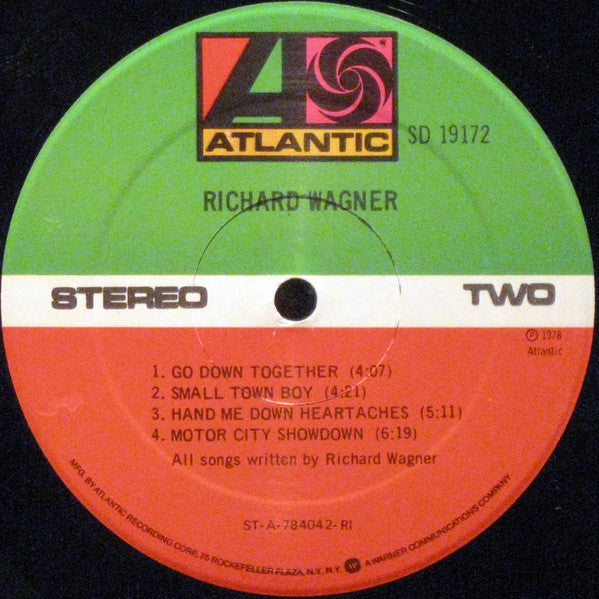 ATLANTIC
®
SD 19172
RICHARD WAGNER
STEREO
TWO
Ⓟ 1978
Atlantic
1. GO DOWN TOGETHER (4:07)
2. SMALL TOWN BOY (4:21)
3. HAND ME DOWN HEARTACHES (5:11)
4. MOTOR CITY SHOWDOWN (6:19)
All songs written by Richard Wagner
ST-A-784042-RI
MFG. BY ATLANTIC RECORDING CORP., 75 ROCKEFELLER PLAZA, N.Y., N.Y. W A WARNER COMMUNICATIONS COMPANY